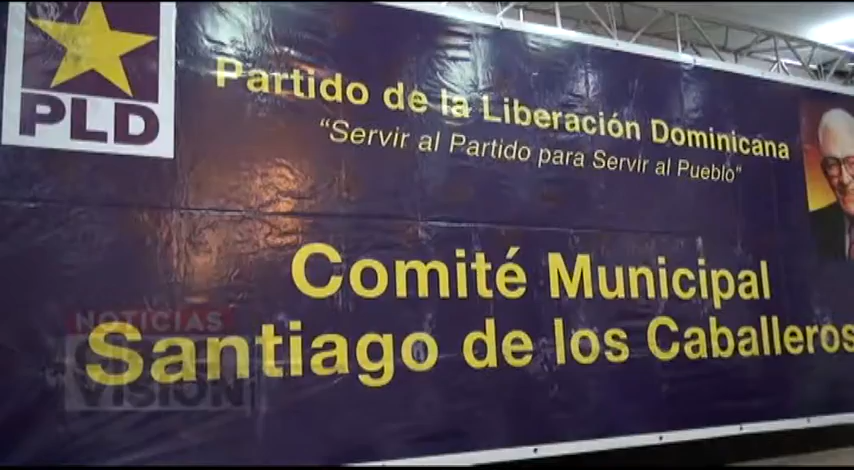 PLD
Partido de la Liberación Dominicana
“Servir al Partido para Servir al Pueblo”
Comité Municipal
Santiago de los Caballeros
NOTICIAS
VISIÓN